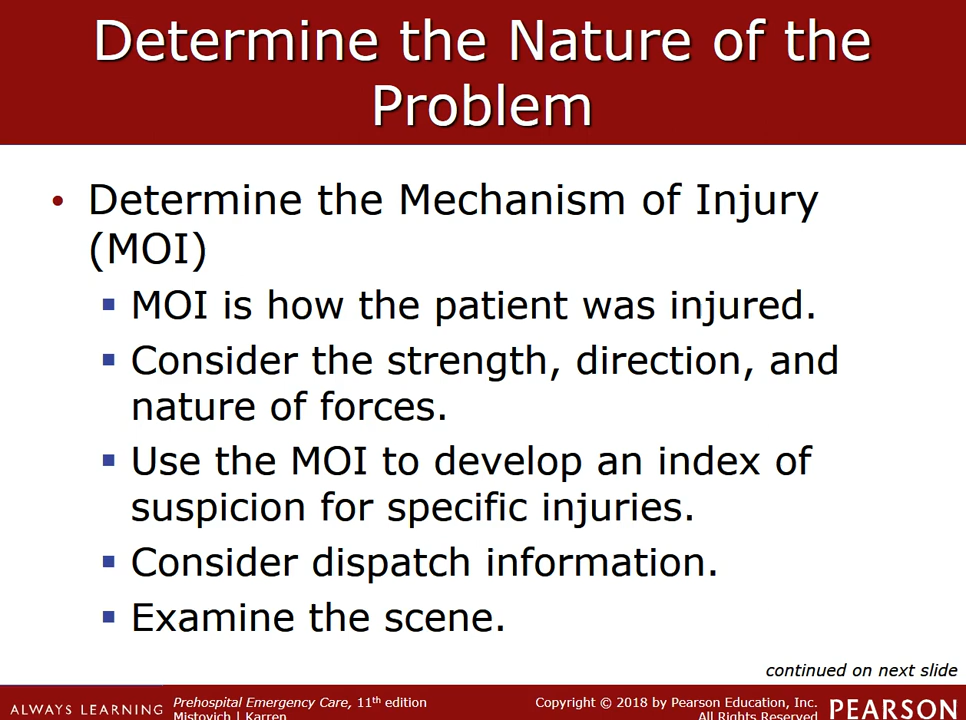 Determine the Nature of the
Problem
• Determine the Mechanism of Injury
(MOI)
▪ MOI is how the patient was injured.
▪ Consider the strength, direction, and
nature of forces.
▪ Use the MOI to develop an index of
suspicion for specific injuries.
▪ Consider dispatch information.
▪ Examine the scene.
continued on next slide
ALWAYS LEARNING
Prehospital Emergency Care, 11th edition
Mistovich | Karren
Copyright © 2018 by Pearson Education, Inc.
All Rights Reserved
PEARSON